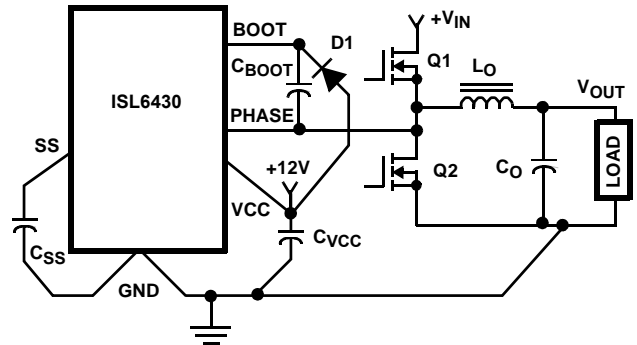 BOOT
D1
+VIN
Q1
CBOOT
LO
VOUT
ISL6430
PHASE
SS
+12V
Q2
CO
LOAD
VCC
CVCC
CSS
GND